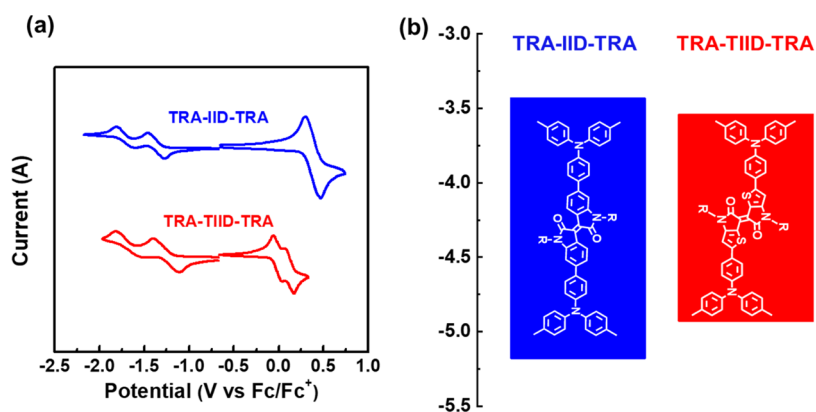 (a)
TRA-IID-TRA
TRA-TIID-TRA
Current (A)
-2.5 -2.0 -1.5 -1.0 -0.5 0.0 0.5 1.0
Potential (V vs Fc/Fc⁺)
(b)
TRA-IID-TRA TRA-TIID-TRA
-3.0
-3.5
-4.0
-4.5
-5.0
-5.5
N
O
N-R
R-N
O
N
N
S
O
R
N
N
O
R
S
N